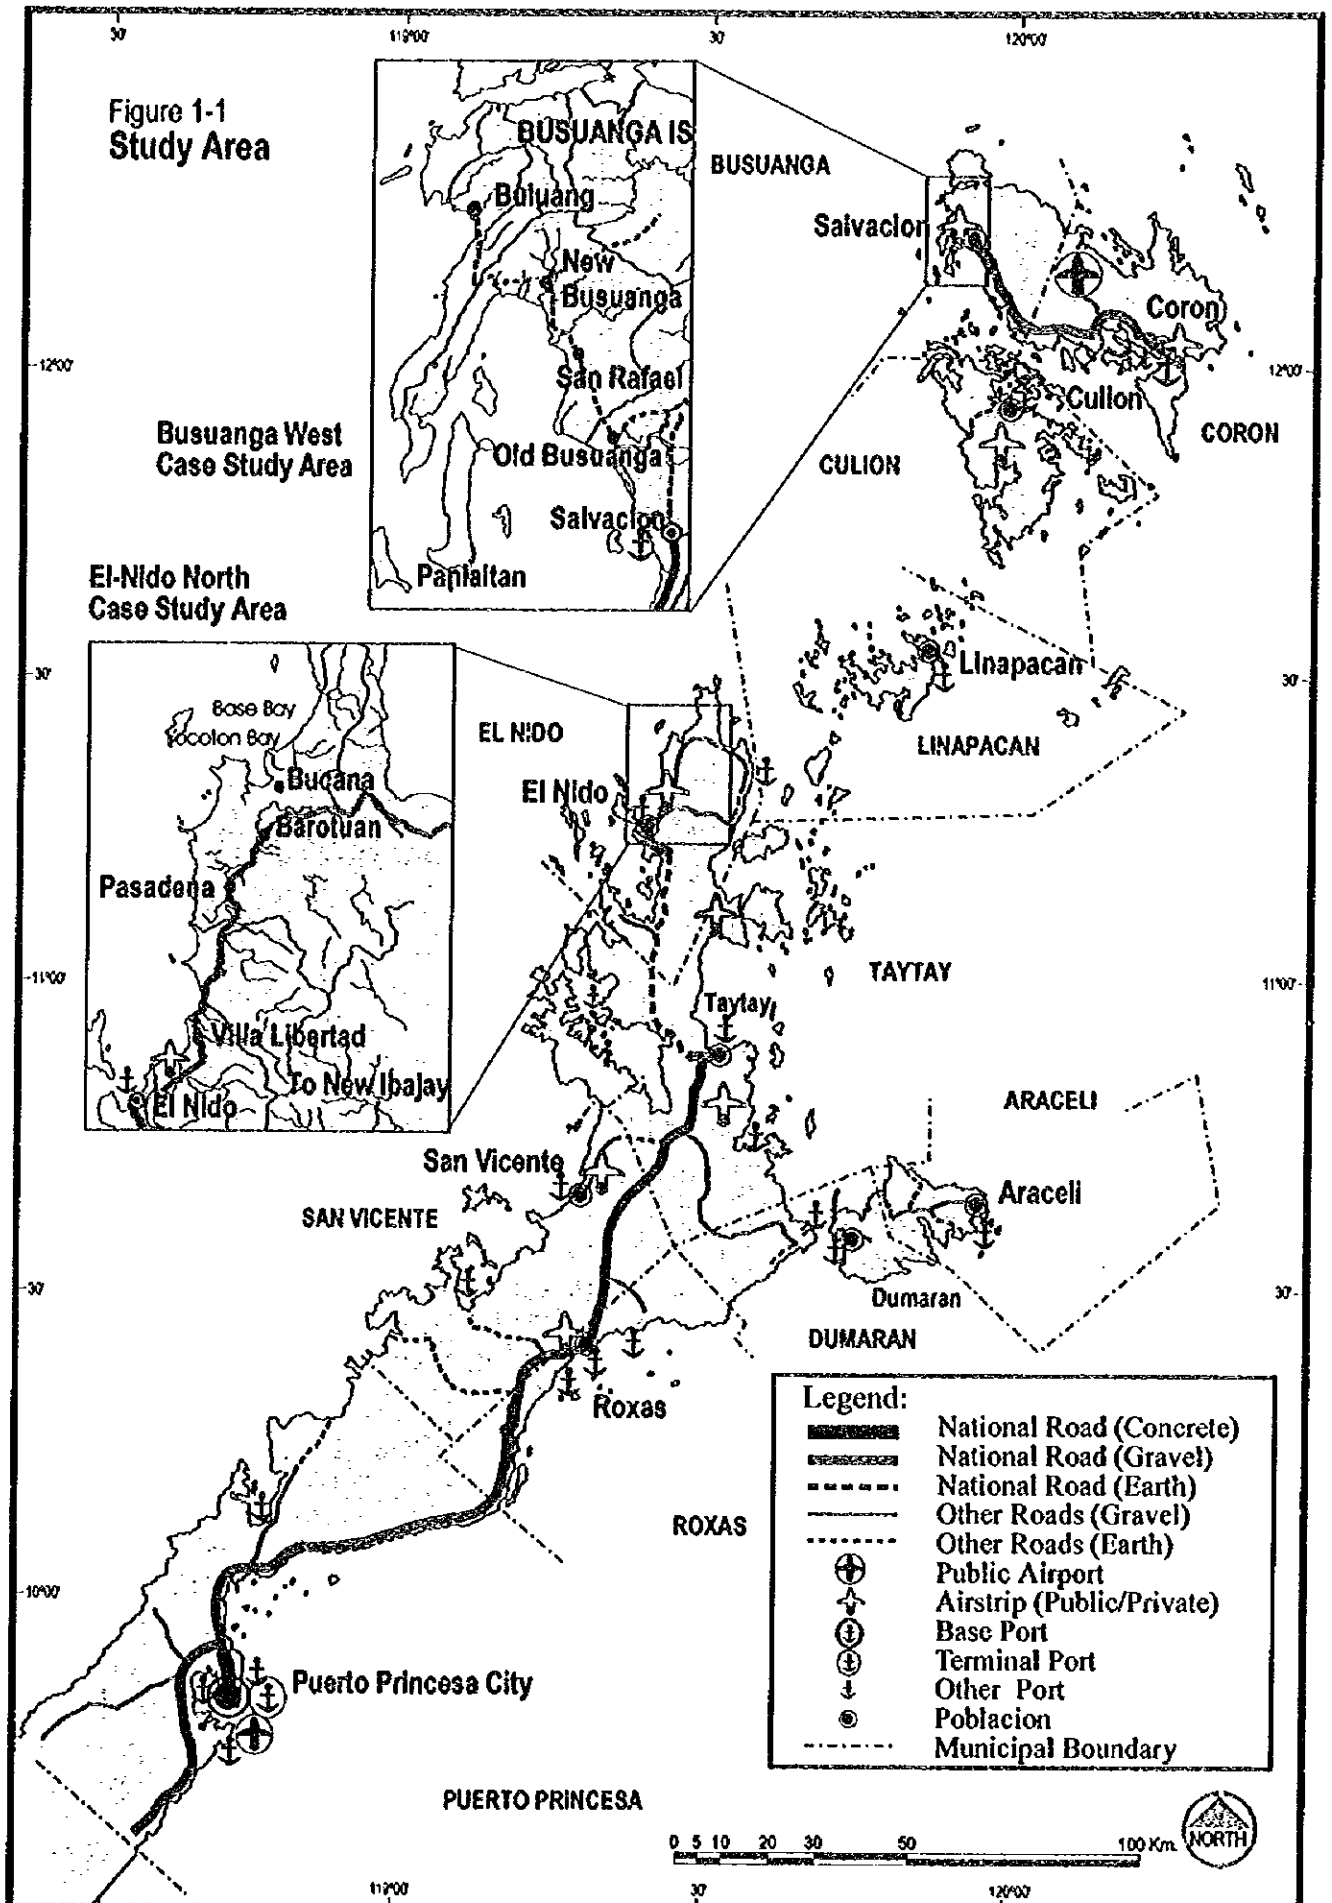 30'
119°00'
30'
120°00'
Figure 1-1
Study Area
BUSUANGA IS
Buluang
New
Busuanga
San Rafael
Old Busuanga
Salvacion
Panlaitan
Busuanga West
Case Study Area
BUSUANGA
Salvacion
Coron
12°00'
12°00'
Culion
CORON
CULION
El-Nido North
Case Study Area
Base Bay
Bucana
Barotuan
Pasadena
Villa Libertad
To New Ibajay
El Nido
30'
Linapacan
30'
EL NIDO
LINAPACAN
El Nido
11°00'
TAYTAY
11°00'
Taytay
ARACELI
San Vicente
Araceli
SAN VICENTE
30'
Dumaran
30'
DUMARAN
Roxas
ROXAS
10°00'
Puerto Princesa City
PUERTO PRINCESA
Legend:
National Road (Concrete)
National Road (Gravel)
National Road (Earth)
Other Roads (Gravel)
Other Roads (Earth)
Public Airport
Airstrip (Public/Private)
Base Port
Terminal Port
Other Port
Poblacion
Municipal Boundary
0 5 10 20 30 50 100 Km.
NORTH
119°00'
30'
120°00'